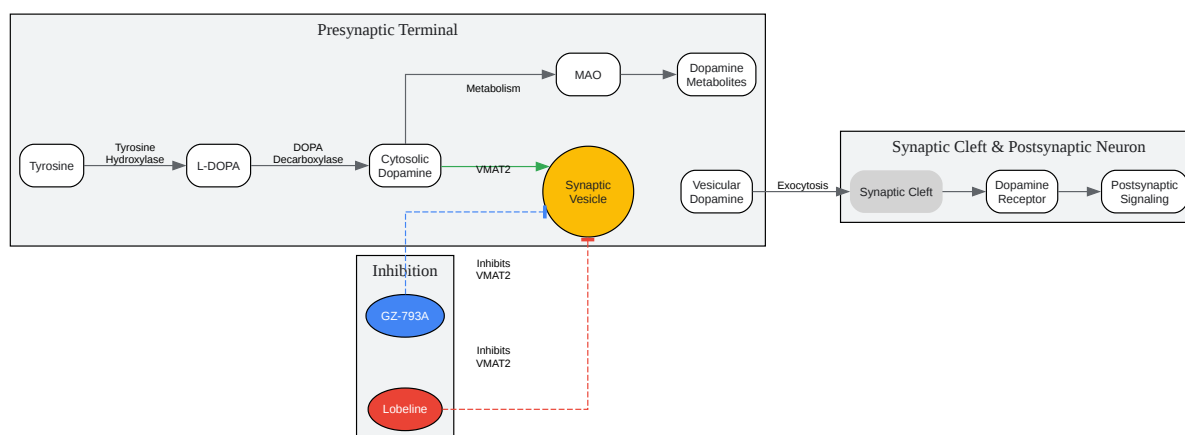 Presynaptic Terminal
MAO
Dopamine
Metabolites
Metabolism
Tyrosine
Tyrosine
Hydroxylase
L-DOPA
DOPA
Decarboxylase
Cytosolic
Dopamine
VMAT2
Synaptic
Vesicle
Vesicular
Dopamine
Exocytosis
Synaptic Cleft & Postsynaptic Neuron
Synaptic Cleft
Dopamine
Receptor
Postsynaptic
Signaling
Inhibition
Inhibits
VMAT2
GZ-793A
Inhibits
VMAT2
Lobeline